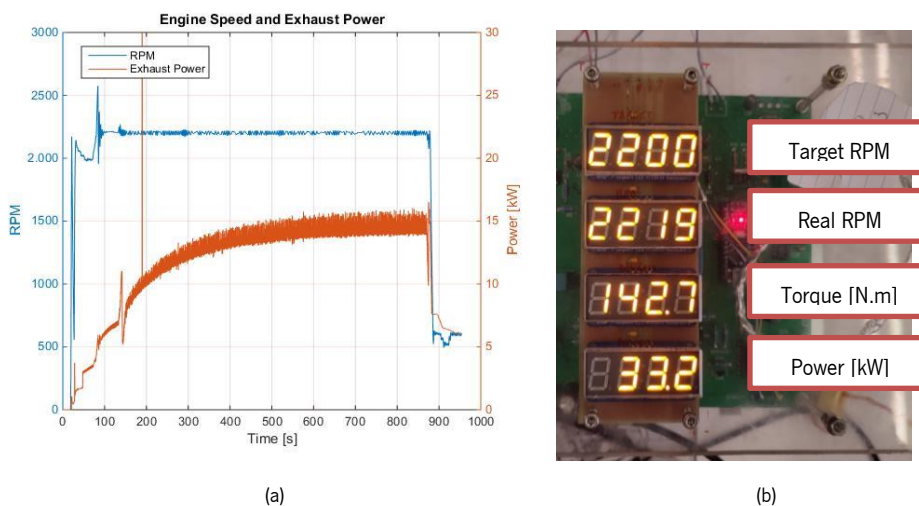 Engine Speed and Exhaust Power
RPM
Exhaust Power
3000
2500
2.000
1500
1000
500
0
RPM
30
25
20
15
10
5
0
Power [kW]
0 100 200 300 400 500 600 700 800 900 1000
Time [s]
(a)
2200
Target RPM
2219
Real RPM
142.7
Torque [N.m]
33.2
Power [kW]
(b)